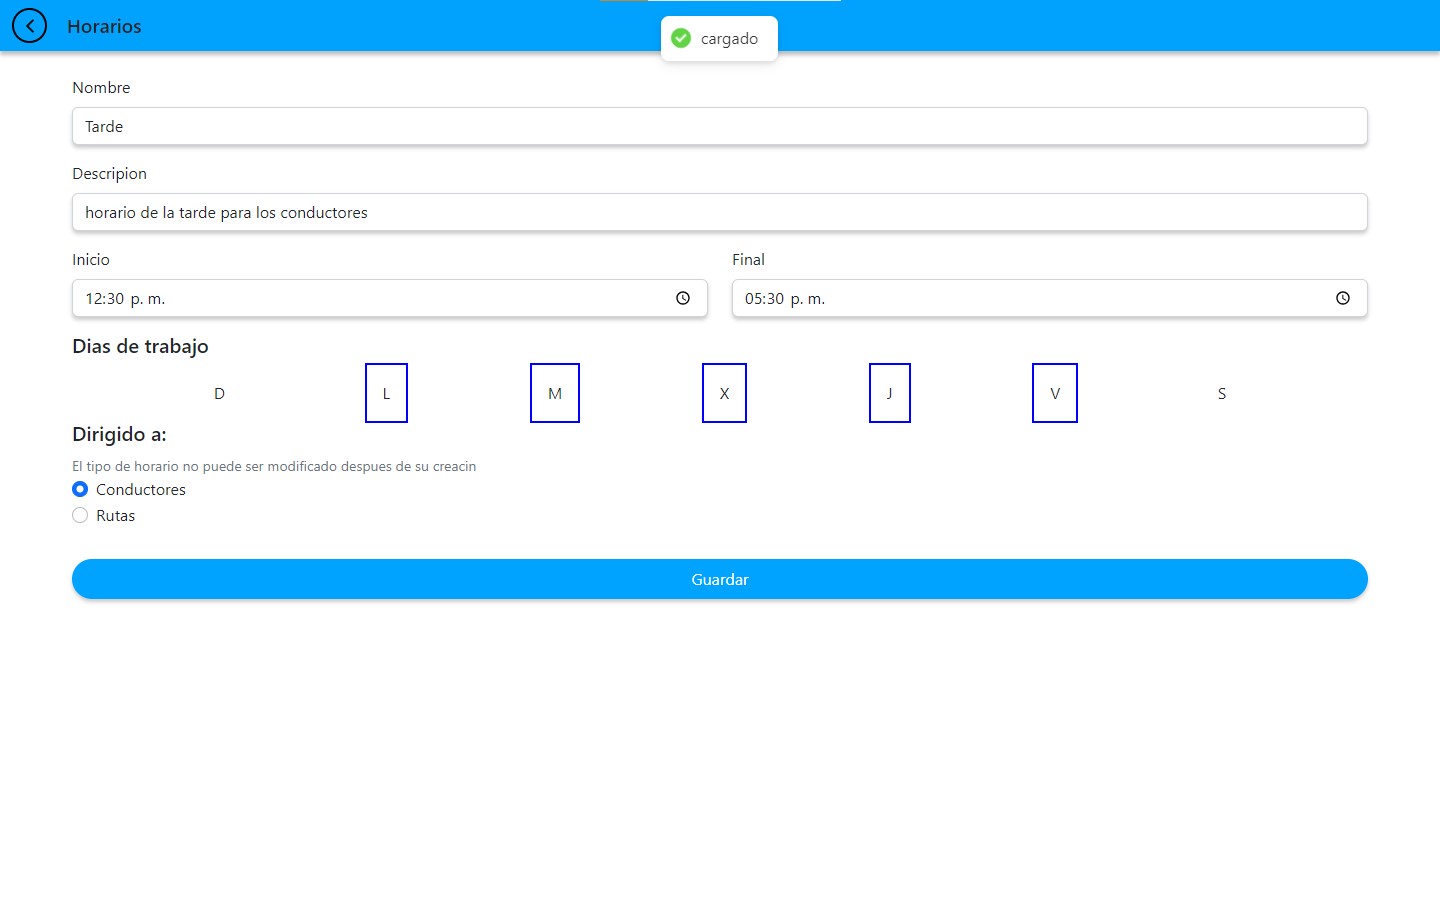 Horarios
cargado
Nombre
Tarde
Descripion
horario de la tarde para los conductores
Inicio Final
12:30 p. m. 05:30 p. m.
Dias de trabajo
D L M X J V S
Dirigido a:
El tipo de horario no puede ser modificado despues de su creacin
Conductores
Rutas
Guardar